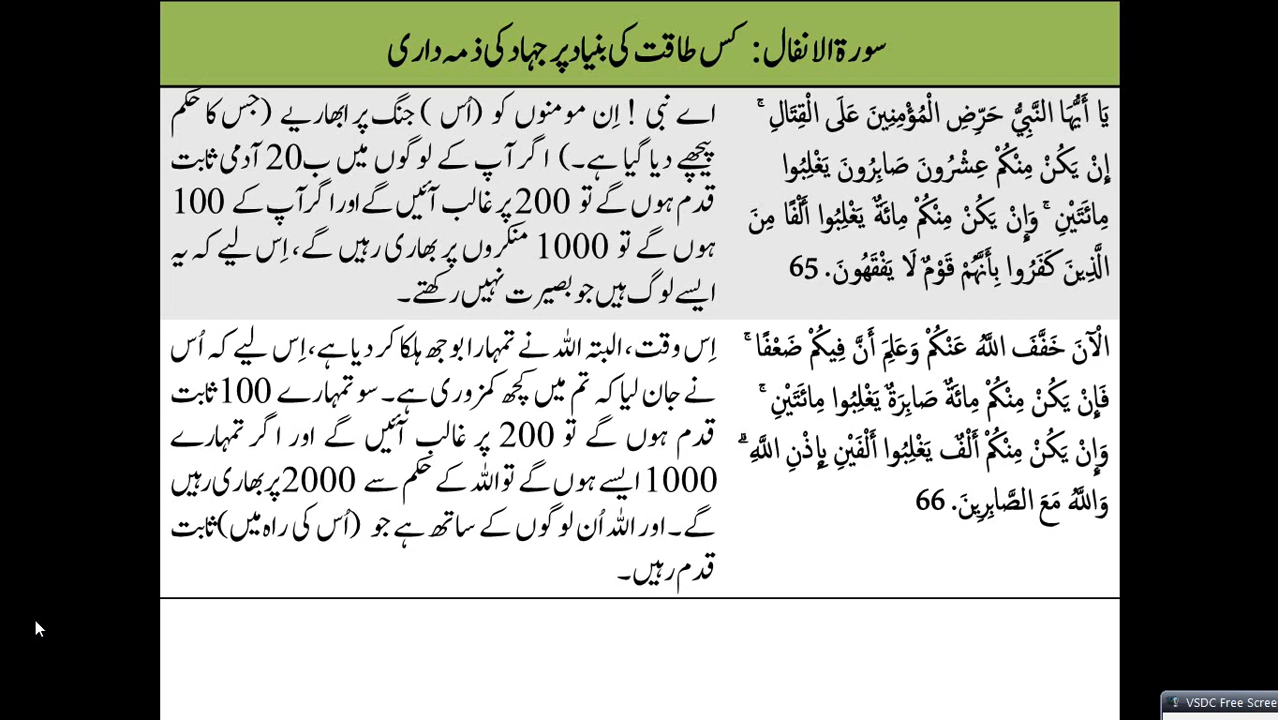 سورۃ الانفال: کس طاقت کی بنیاد پر جہاد کی ذمہ داری
يَا أَيُّهَا النَّبِيُّ حَرِّضِ الْمُؤْمِنِينَ عَلَى الْقِتَالِ ۚ
إِنْ يَكُنْ مِنْكُمْ عِشْرُونَ صَابِرُونَ يَغْلِبُوا
مِائَتَيْنِ ۚ وَإِنْ يَكُنْ مِنْكُمْ مِائَةٌ يَغْلِبُوا أَلْفًا مِنَ
الَّذِينَ كَفَرُوا بِأَنَّهُمْ قَوْمٌ لَا يَفْقَهُونَ. 65
اے نبی ! اِن مومنوں کو (اُس ) جنگ پر ابھاریے (جس کا حکم
پیچھے دیا گیا ہے۔) اگر آپ کے لوگوں میں ب20 آدمی ثابت
قدم ہوں گے تو 200 پر غالب آئیں گے اور اگر آپ کے 100
ہوں گے تو 1000 منکروں پر بھاری رہیں گے، اِس لیے کہ یہ
ایسے لوگ ہیں جو بصیرت نہیں رکھتے۔
الْآنَ خَفَّفَ اللَّهُ عَنْكُمْ وَعَلِمَ أَنَّ فِيكُمْ ضَعْفًا ۚ
فَإِنْ يَكُنْ مِنْكُمْ مِائَةٌ صَابِرَةٌ يَغْلِبُوا مِائَتَيْنِ ۚ
وَإِنْ يَكُنْ مِنْكُمْ أَلْفٌ يَغْلِبُوا أَلْفَيْنِ بِإِذْنِ اللَّهِ ۗ
وَاللَّهُ مَعَ الصَّابِرِينَ. 66
اِس وقت، البتہ اللہ نے تمہارا بوجھ ہلکا کر دیا ہے، اِس لیے کہ اُس
نے جان لیا کہ تم میں کچھ کمزوری ہے۔ سو تمہارے 100 ثابت
قدم ہوں گے تو 200 پر غالب آئیں گے اور اگر تمہارے
1000 ایسے ہوں گے تو اللہ کے حکم سے 2000 پر بھاری رہیں
گے۔ اور اللہ اُن لوگوں کے ساتھ ہے جو (اُس کی راہ میں) ثابت
قدم رہیں۔
VSDC Free Scree